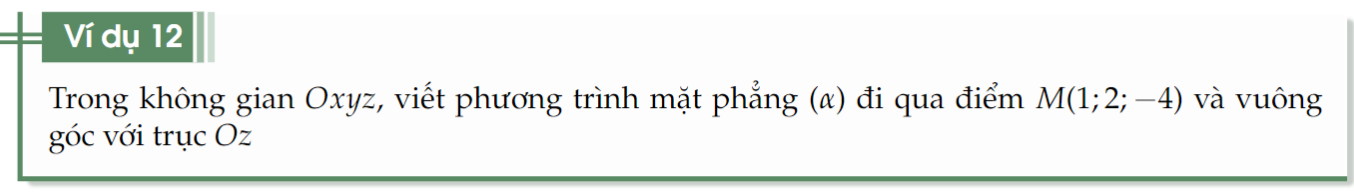 Ví dụ 12
Trong không gian Oxyz, viết phương trình mặt phẳng (α) đi qua điểm M(1; 2; −4) và vuông
góc với trục Oz